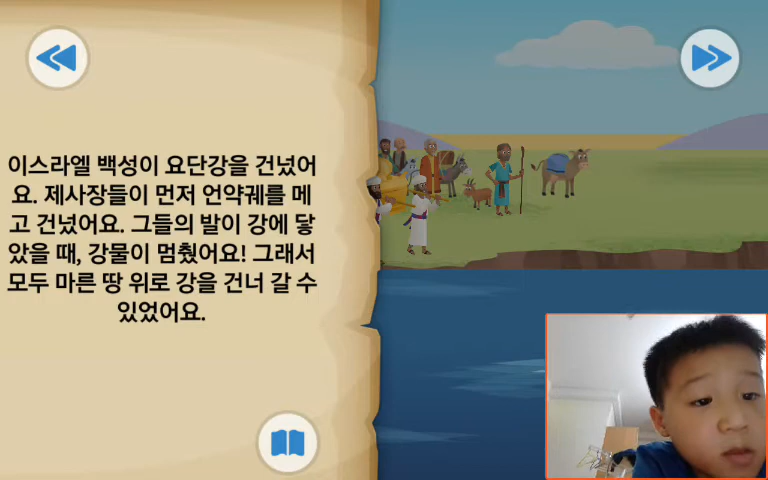 이스라엘 백성이 요단강을 건넜어
요. 제사장들이 먼저 언약궤를 메
고 건넜어요. 그들의 발이 강에 닿
았을 때, 강물이 멈췄어요! 그래서
모두 마른 땅 위로 강을 건너 갈 수
있었어요.